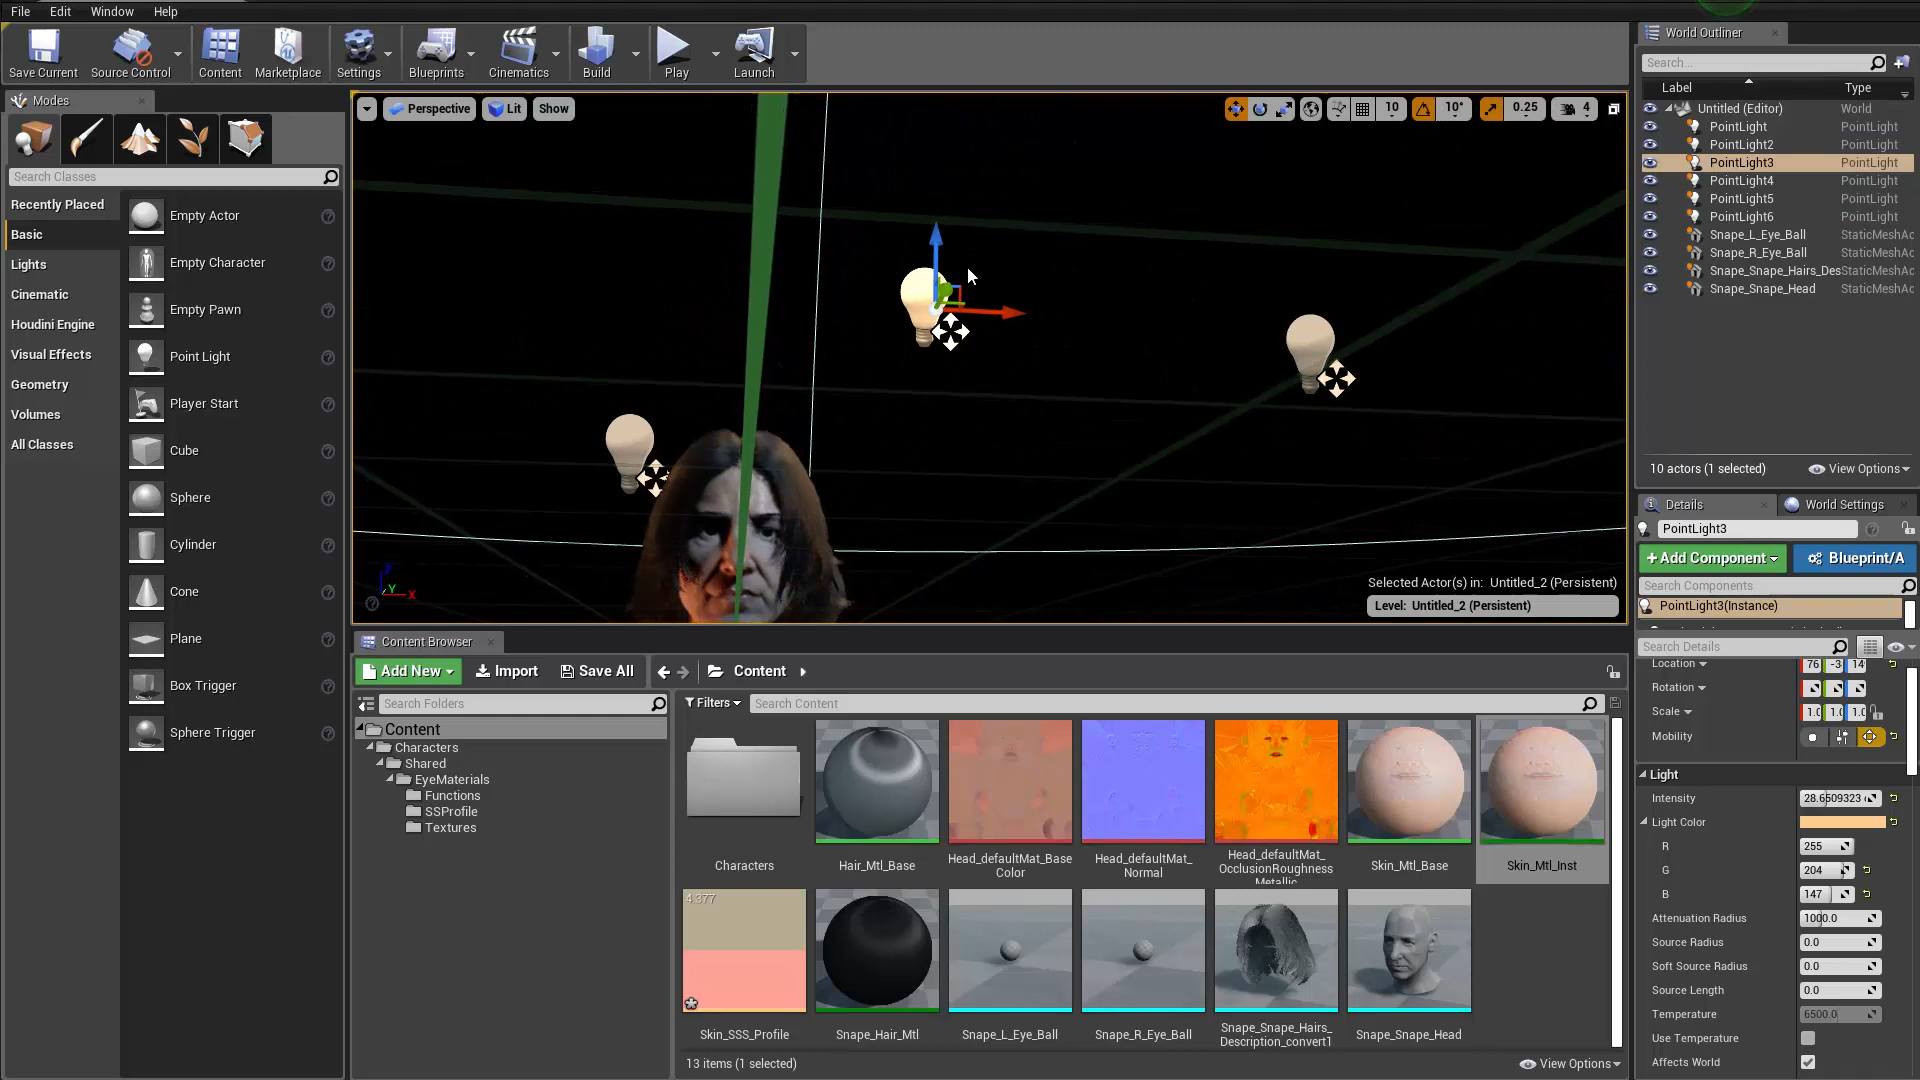 File Edit Window Help
Save Current Source Control Content Marketplace Settings Blueprints Cinematics Build Play Launch
Modes
Search Classes
Recently Placed
Basic
Lights
Cinematic
Houdini Engine
Visual Effects
Geometry
Volumes
All Classes
Empty Actor
Empty Character
Empty Pawn
Point Light
Player Start
Cube
Sphere
Cylinder
Cone
Plane
Box Trigger
Sphere Trigger
Perspective Lit Show
10 10° 0.25 4
Z
Y
X
Selected Actor(s) in: Untitled_2 (Persistent)
Level: Untitled_2 (Persistent)
Content Browser
Add New Import Save All Content
Search Folders
Content
Characters
Shared
EyeMaterials
Functions
SSProfile
Textures
Filters Search Content
Characters
Hair_Mtl_Base
Head_defaultMat_Base
Color
Head_defaultMat_
Normal
Head_defaultMat_
OcclusionRoughness
Metallic
Skin_Mtl_Base
Skin_Mtl_Inst
4.377
Skin_SSS_Profile
Snape_Hair_Mtl
Snape_L_Eye_Ball
Snape_R_Eye_Ball
Snape_Snape_Hairs_
Description_convert1
Snape_Snape_Head
13 items (1 selected) View Options
World Outliner
Search...
Label Type
Untitled (Editor) World
PointLight PointLight
PointLight2 PointLight
PointLight3 PointLight
PointLight4 PointLight
PointLight5 PointLight
PointLight6 PointLight
Snape_L_Eye_Ball StaticMeshAc
Snape_R_Eye_Ball StaticMeshAc
Snape_Snape_Hairs_Des StaticMeshAc
Snape_Snape_Head StaticMeshAc
10 actors (1 selected) View Options
Details World Settings
PointLight3
+ Add Component Blueprint/A
Search Components
PointLight3(Instance)
Search Details
Location 76 -3 14
Rotation
Scale 1.0 1.0 1.0
Mobility
Light
Intensity 28.6509323
Light Color
R 255
G 204
B 147
Attenuation Radius 1000.0
Source Radius 0.0
Soft Source Radius 0.0
Source Length 0.0
Temperature 6500.0
Use Temperature
Affects World